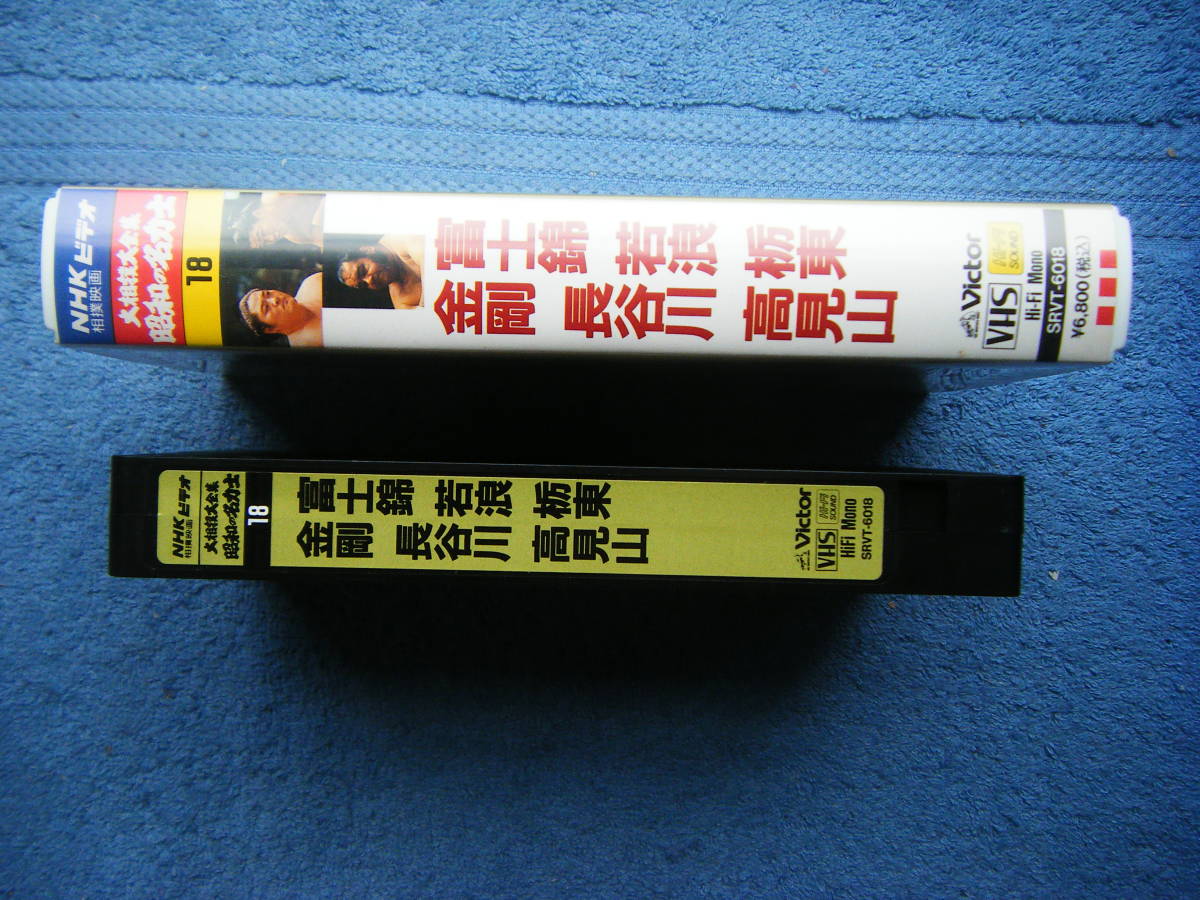 NHKビデオ
相撲映画
大相撲大全集
昭和の名力士
18
富士錦 若浪 栃東
金剛 長谷川 高見山
Victor
VHS
SOUND
Hi-Fi Mono
SRVT-6018
¥6,800(税込)
NHKビデオ
相撲映画
大相撲大全集
昭和の名力士
18
富士錦 若浪 栃東
金剛 長谷川 高見山
Victor
VHS
SOUND
HiFi Mono
SRVT-6018